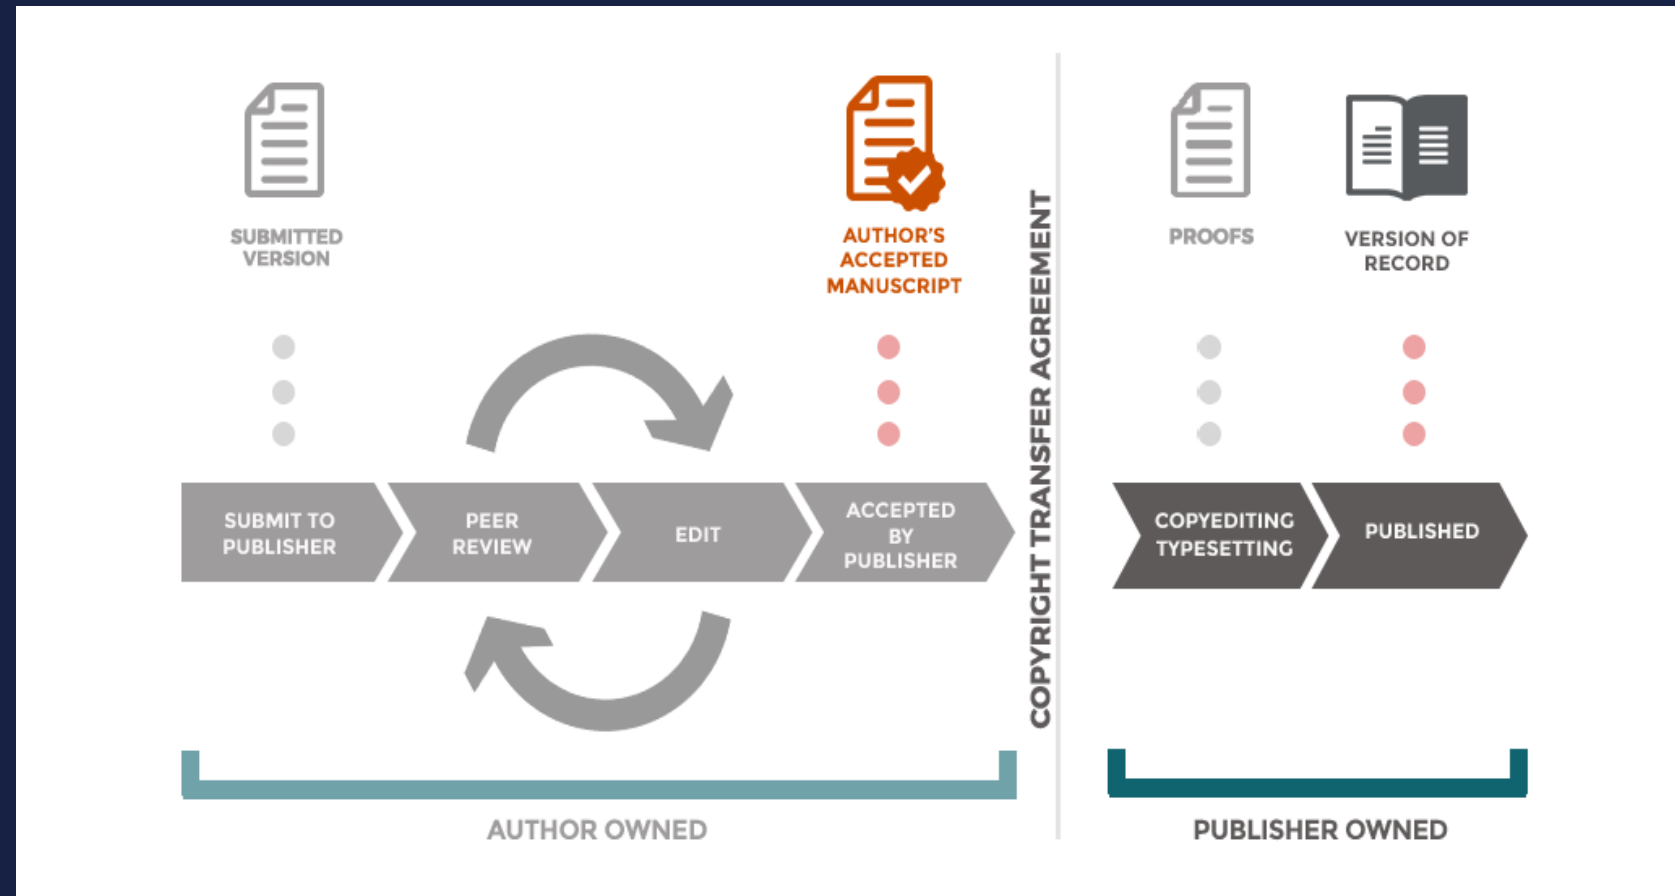 SUBMITTED
VERSION
AUTHOR'S
ACCEPTED
MANUSCRIPT
COPYRIGHT TRANSFER AGREEMENT
PROOFS
VERSION OF
RECORD
SUBMIT TO
PUBLISHER
PEER
REVIEW
EDIT
ACCEPTED
BY
PUBLISHER
COPYEDITING
TYPESETTING
PUBLISHED
AUTHOR OWNED
PUBLISHER OWNED